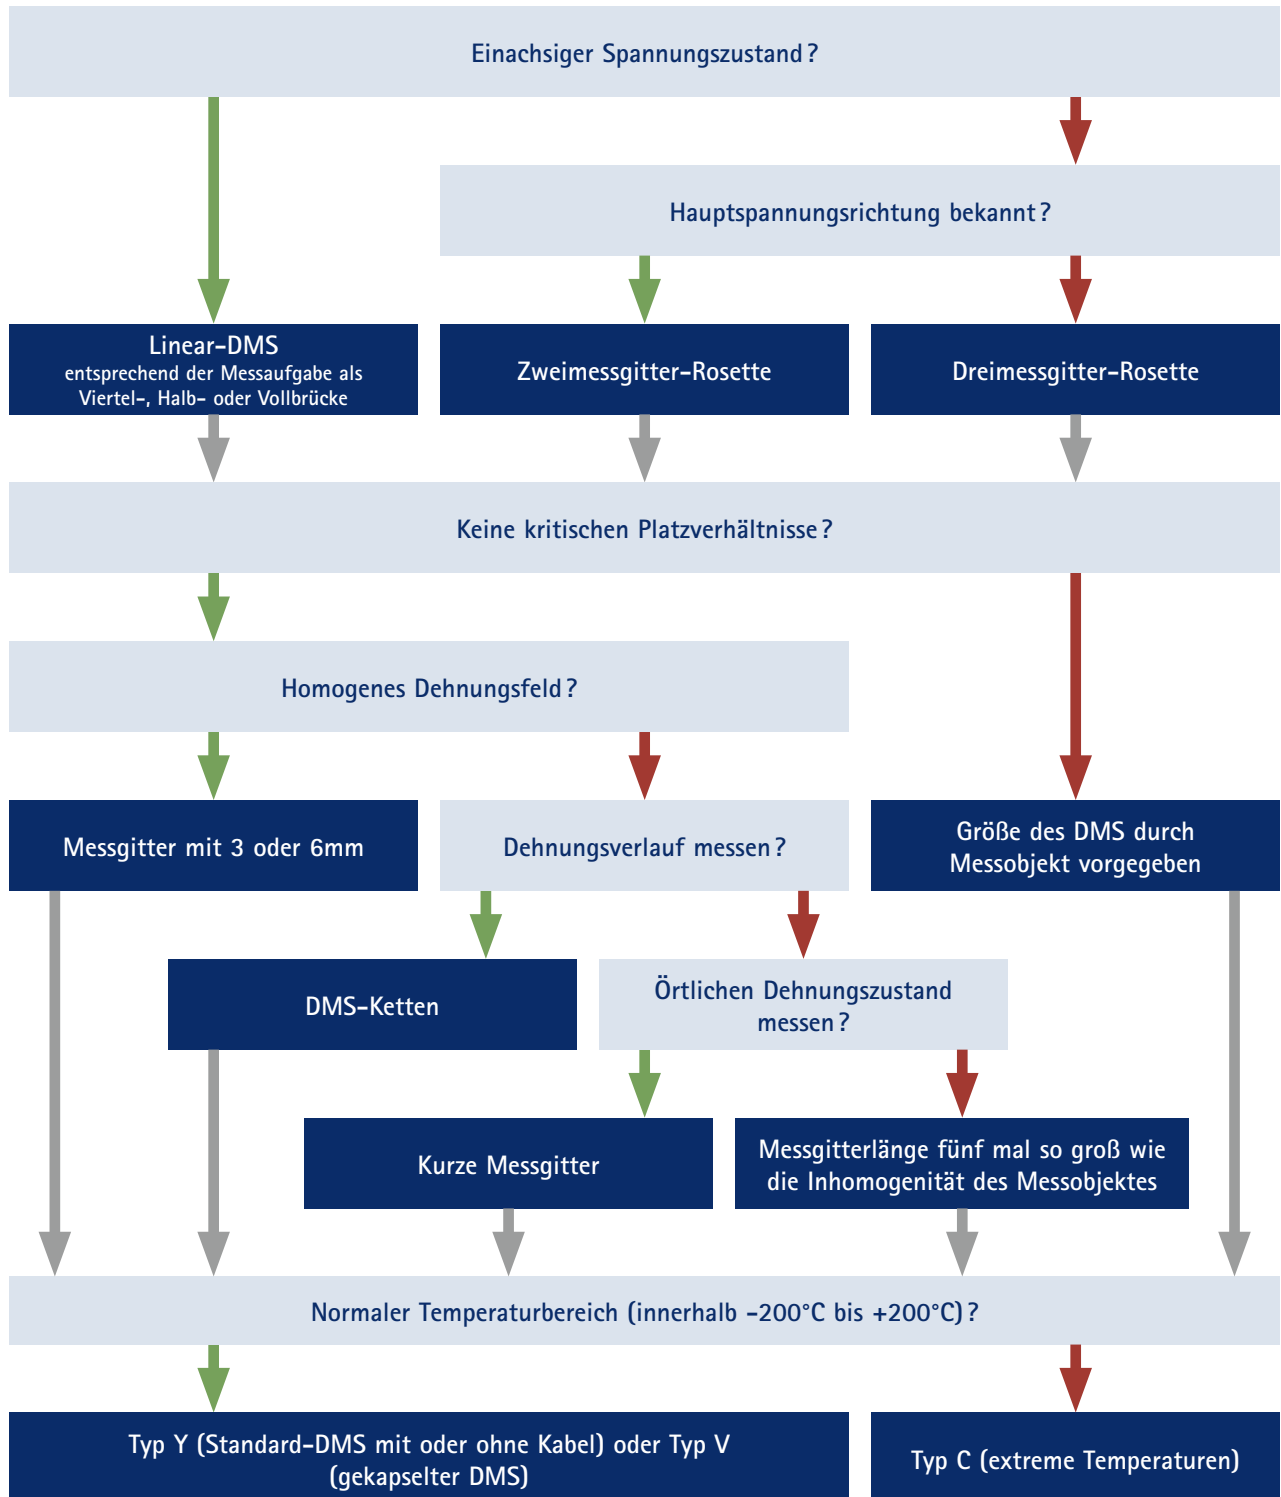 Einachsiger Spannungszustand?
Hauptspannungsrichtung bekannt?
Linear-DMS
entsprechend der Messaufgabe als
Viertel-, Halb- oder Vollbrücke
Zweimessgitter-Rosette
Dreimessgitter-Rosette
Keine kritischen Platzverhältnisse?
Homogenes Dehnungsfeld?
Messgitter mit 3 oder 6mm
Dehnungsverlauf messen?
Größe des DMS durch
Messobjekt vorgegeben
DMS-Ketten
Örtlichen Dehnungszustand
messen?
Kurze Messgitter
Messgitterlänge fünf mal so groß wie
die Inhomogenität des Messobjektes
Normaler Temperaturbereich (innerhalb -200°C bis +200°C)?
Typ Y (Standard-DMS mit oder ohne Kabel) oder Typ V
(gekapselter DMS)
Typ C (extreme Temperaturen)